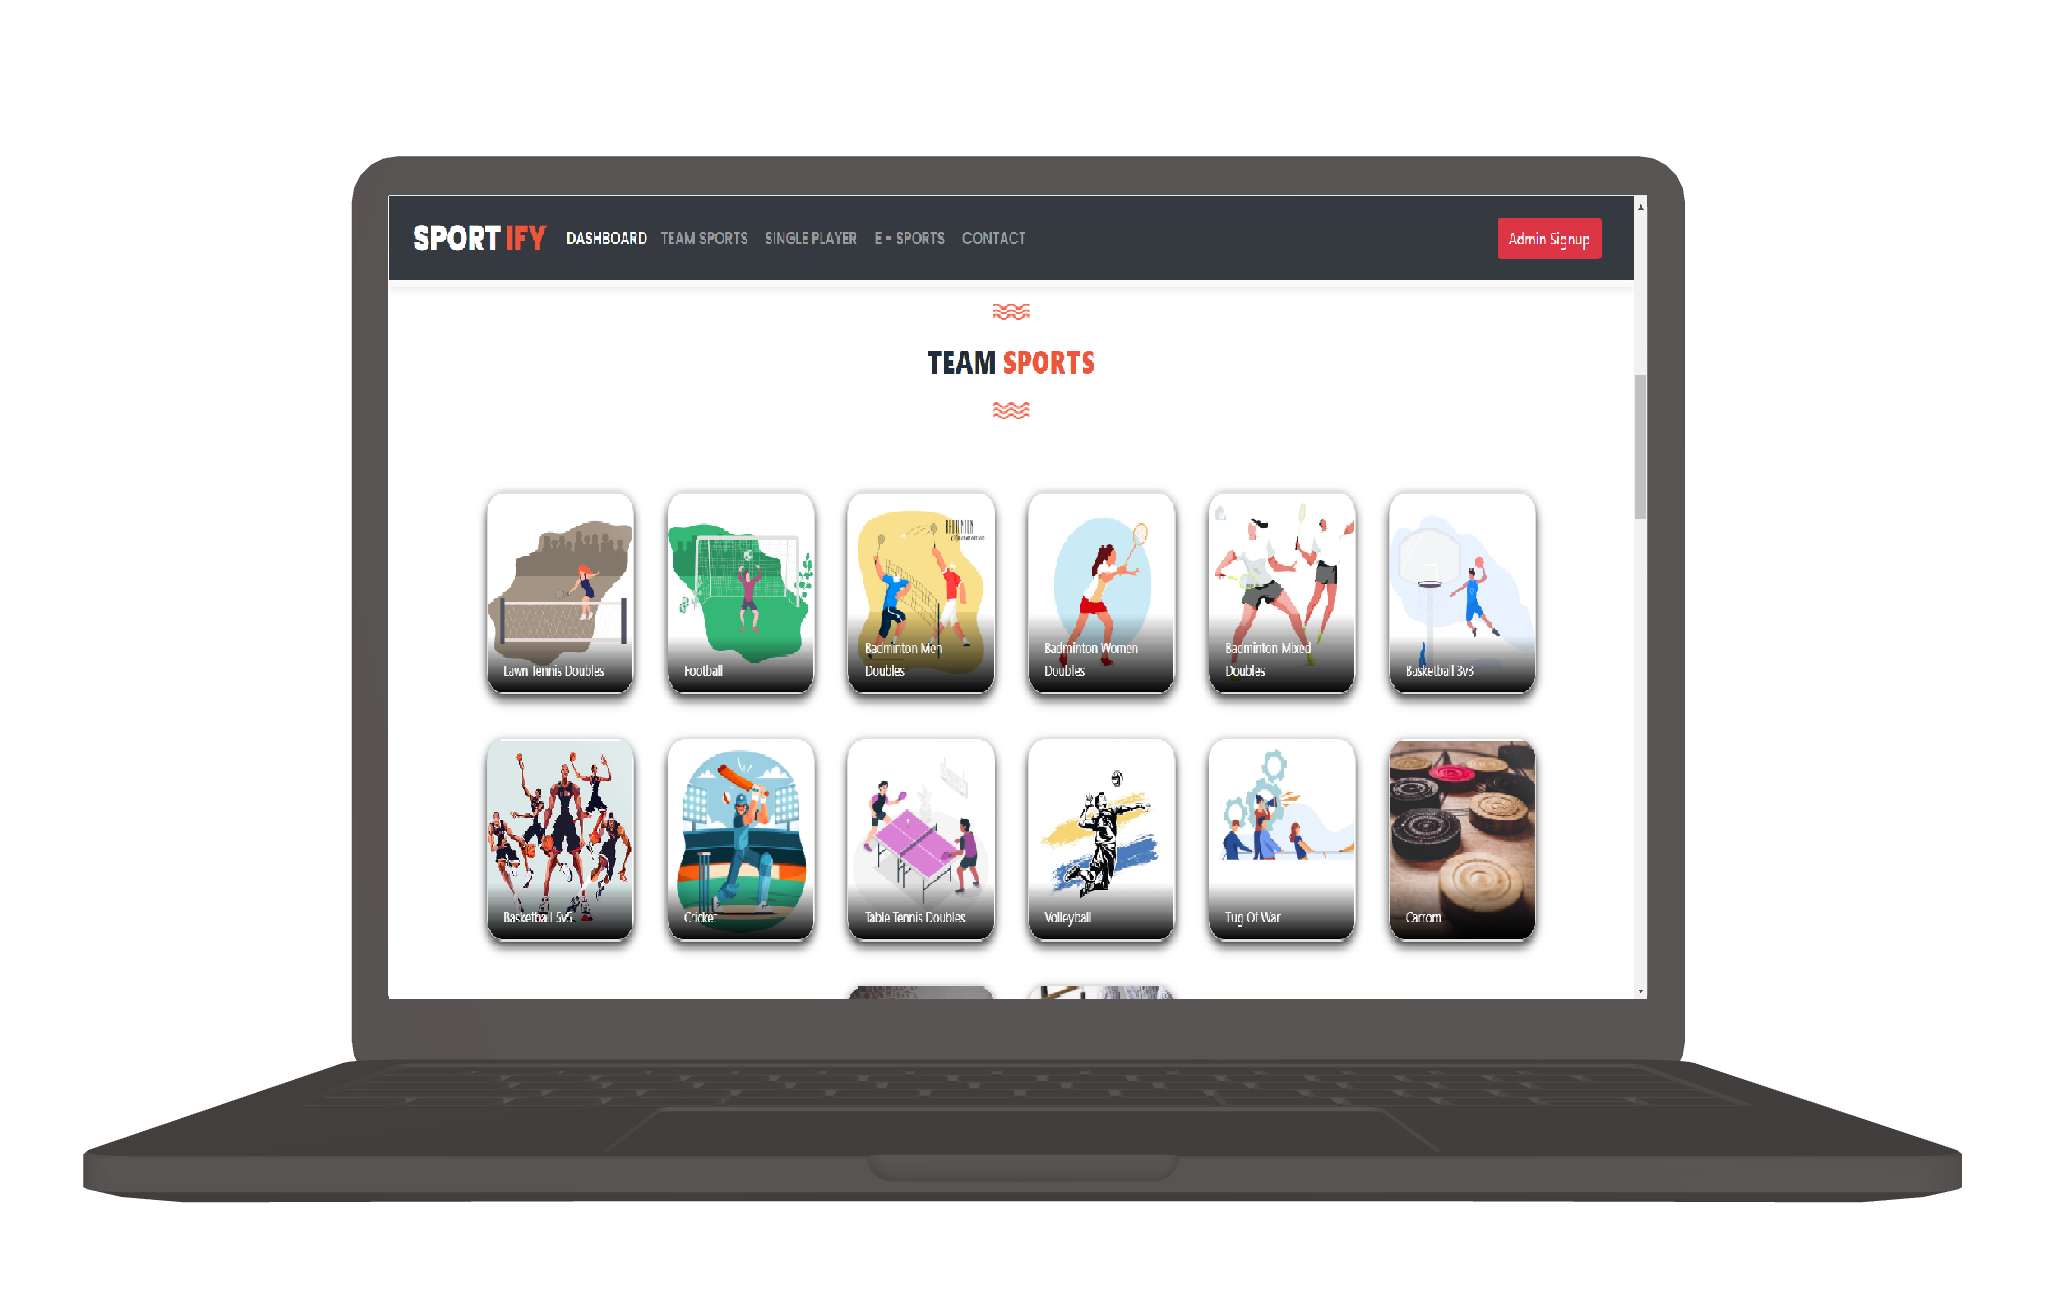 SPORTIFY DASHBOARD TEAM SPORTS SINGLE PLAYER E - SPORTS CONTACT Admin Signup
TEAM SPORTS
Lawn Tennis Doubles
Football
BADMINTON
Badminton Men
Doubles
Badminton Women
Doubles
Badminton Mixed
Doubles
Basketball 3v3
Basketball 5v5
Cricket
Table Tennis Doubles
Volleyball
Tug Of War
Carrom